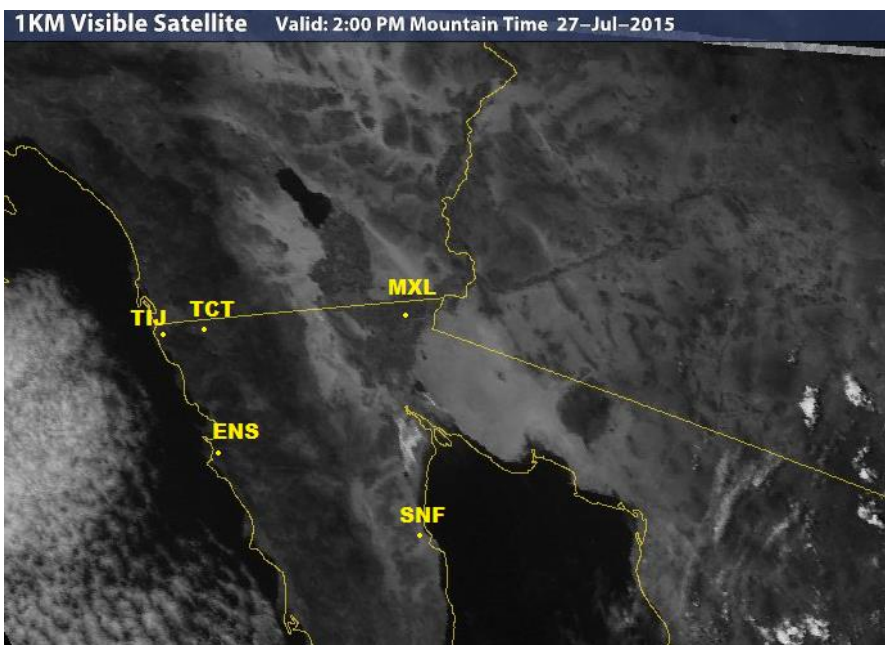 1KM Visible Satellite Valid: 2:00 PM Mountain Time 27-Jul-2015
MXL
TIJ TCT
ENS
SNF